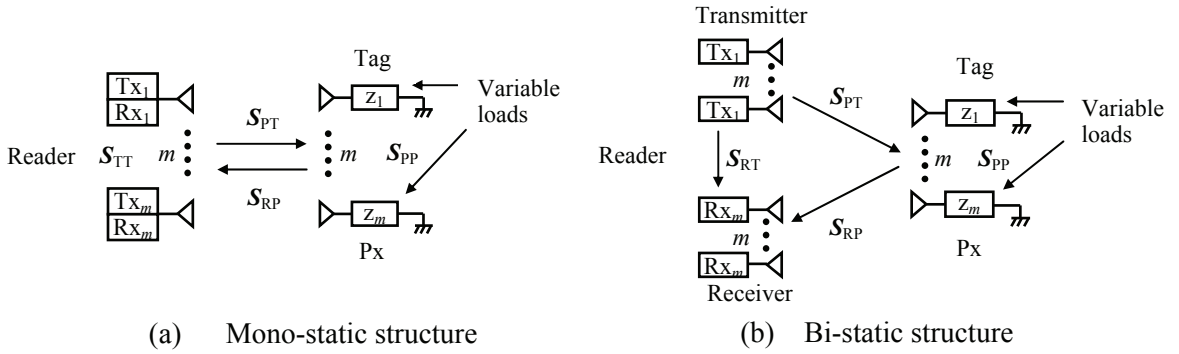 Tag
Tx1
Rx1
z1
Variable
loads
SPT
Reader
STT
m
m
SPP
SRP
Txm
Rxm
zm
Px
(a) Mono-static structure
Transmitter
Tx1
m
Tx1
Tag
SPT
z1
Variable
loads
Reader
SRT
m
SPP
Rxm
zm
m
SRP
Px
Rxm
Receiver
(b) Bi-static structure